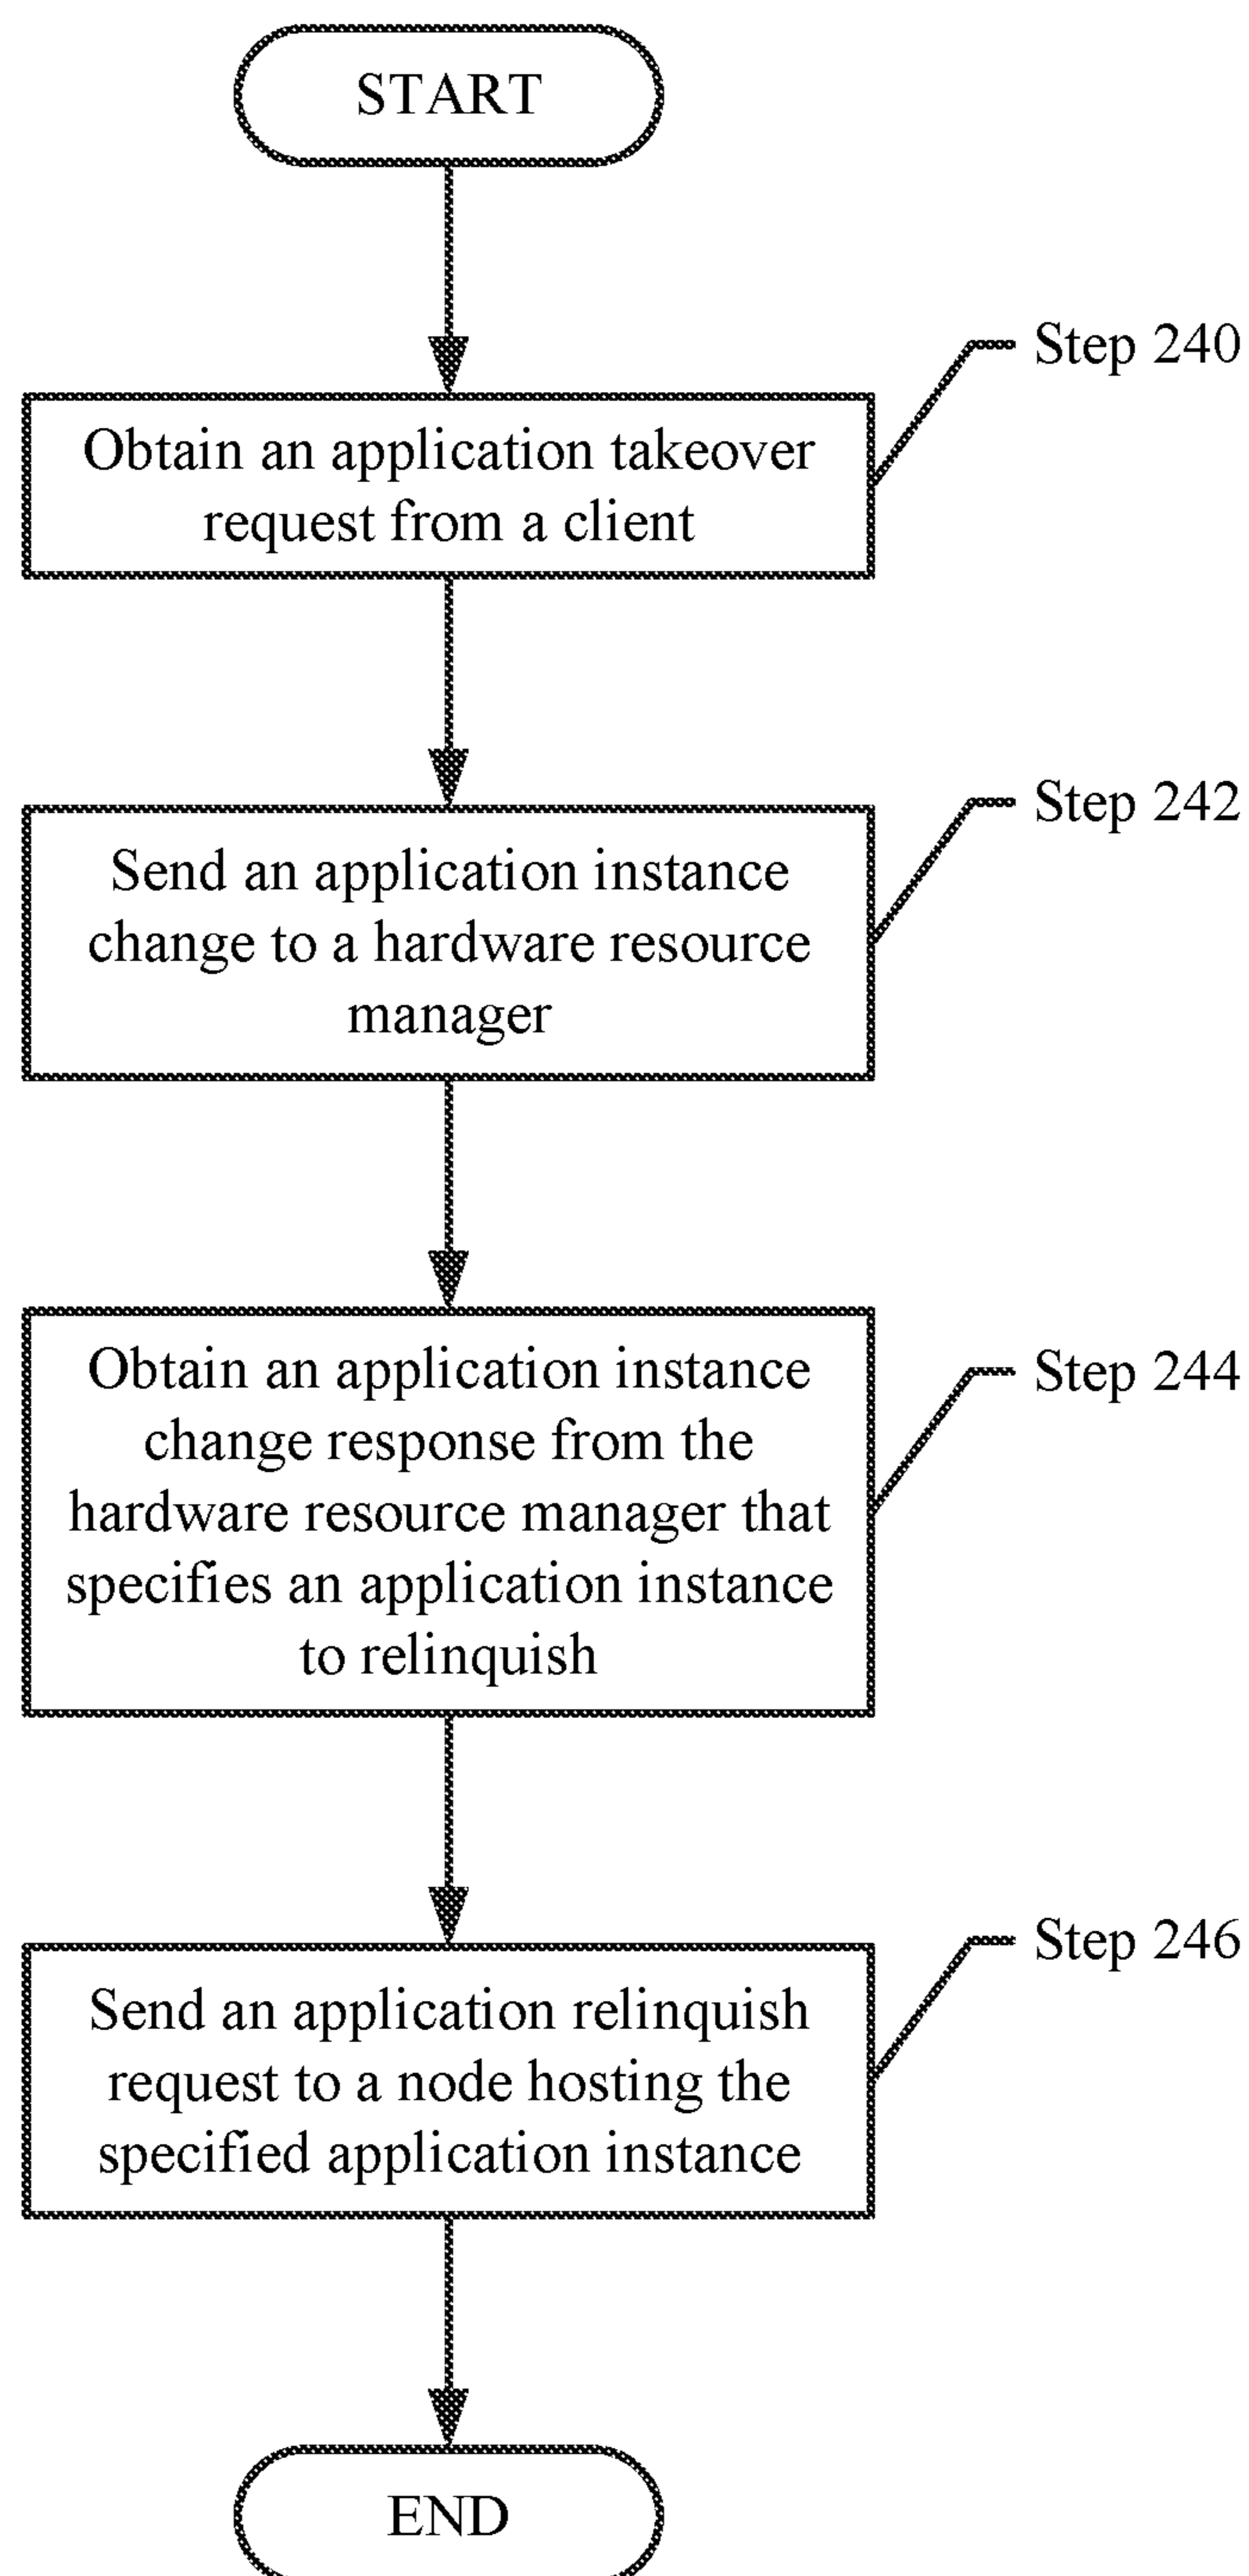 START
Step 240
Obtain an application takeover
request from a client
Step 242
Send an application instance
change to a hardware resource
manager
Step 244
Obtain an application instance
change response from the
hardware resource manager that
specifies an application instance
to relinquish
Step 246
Send an application relinquish
request to a node hosting the
specified application instance
END